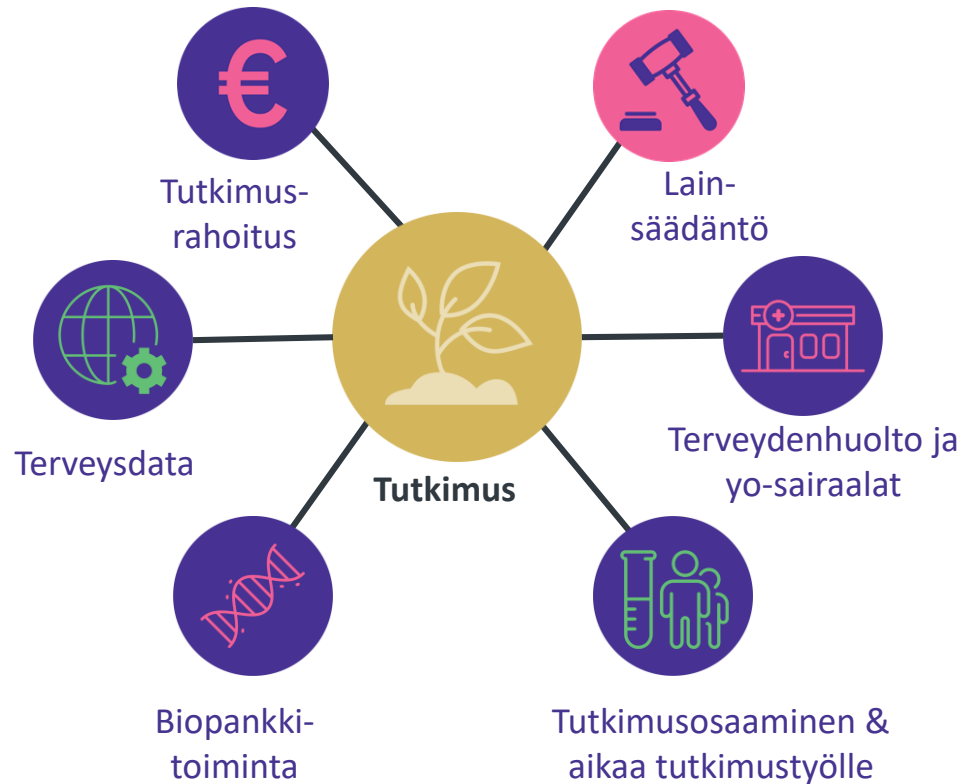 €
Tutkimus-
rahoitus
Lain-
säädäntö
Terveysdata
Tutkimus
Terveydenhuolto ja
yo-sairaalat
Biopankki-
toiminta
Tutkimusosaaminen &
aikaa tutkimustyölle